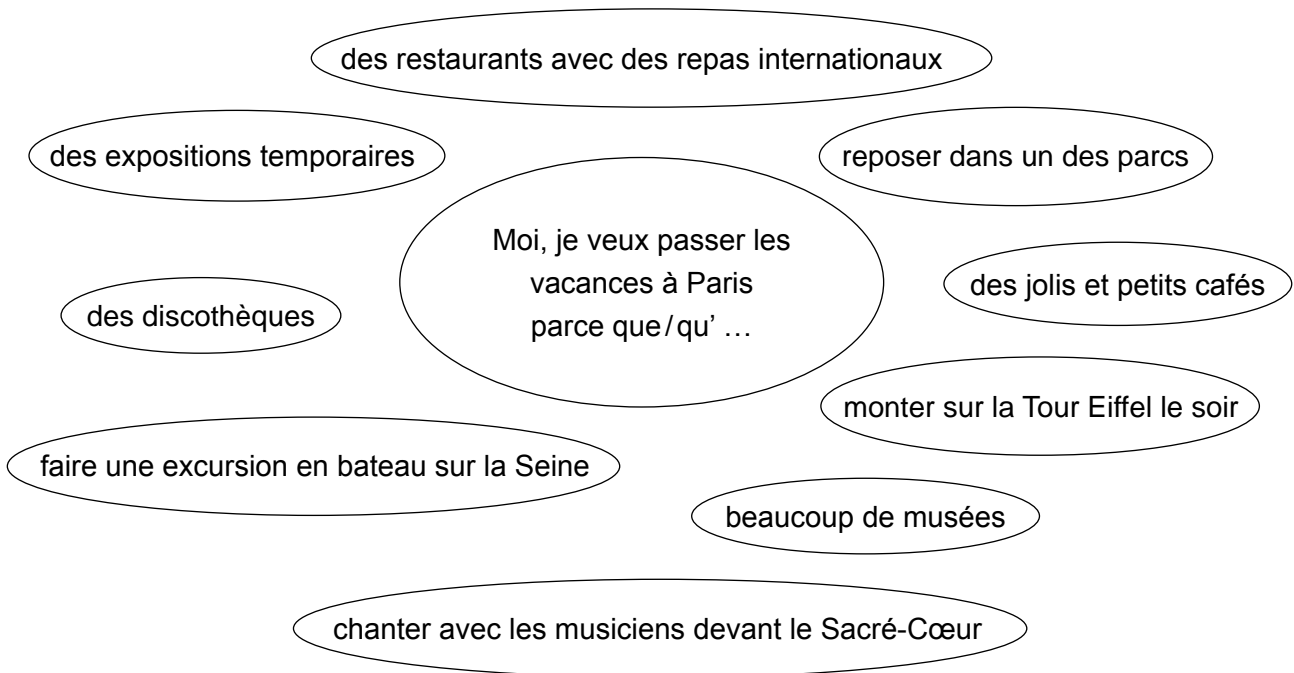 des restaurants avec des repas internationaux
des expositions temporaires
reposer dans un des parcs
Moi, je veux passer les
vacances à Paris
parce que/qu’ …
des jolis et petits cafés
des discothèques
monter sur la Tour Eiffel le soir
faire une excursion en bateau sur la Seine
beaucoup de musées
chanter avec les musiciens devant le Sacré-Cœur